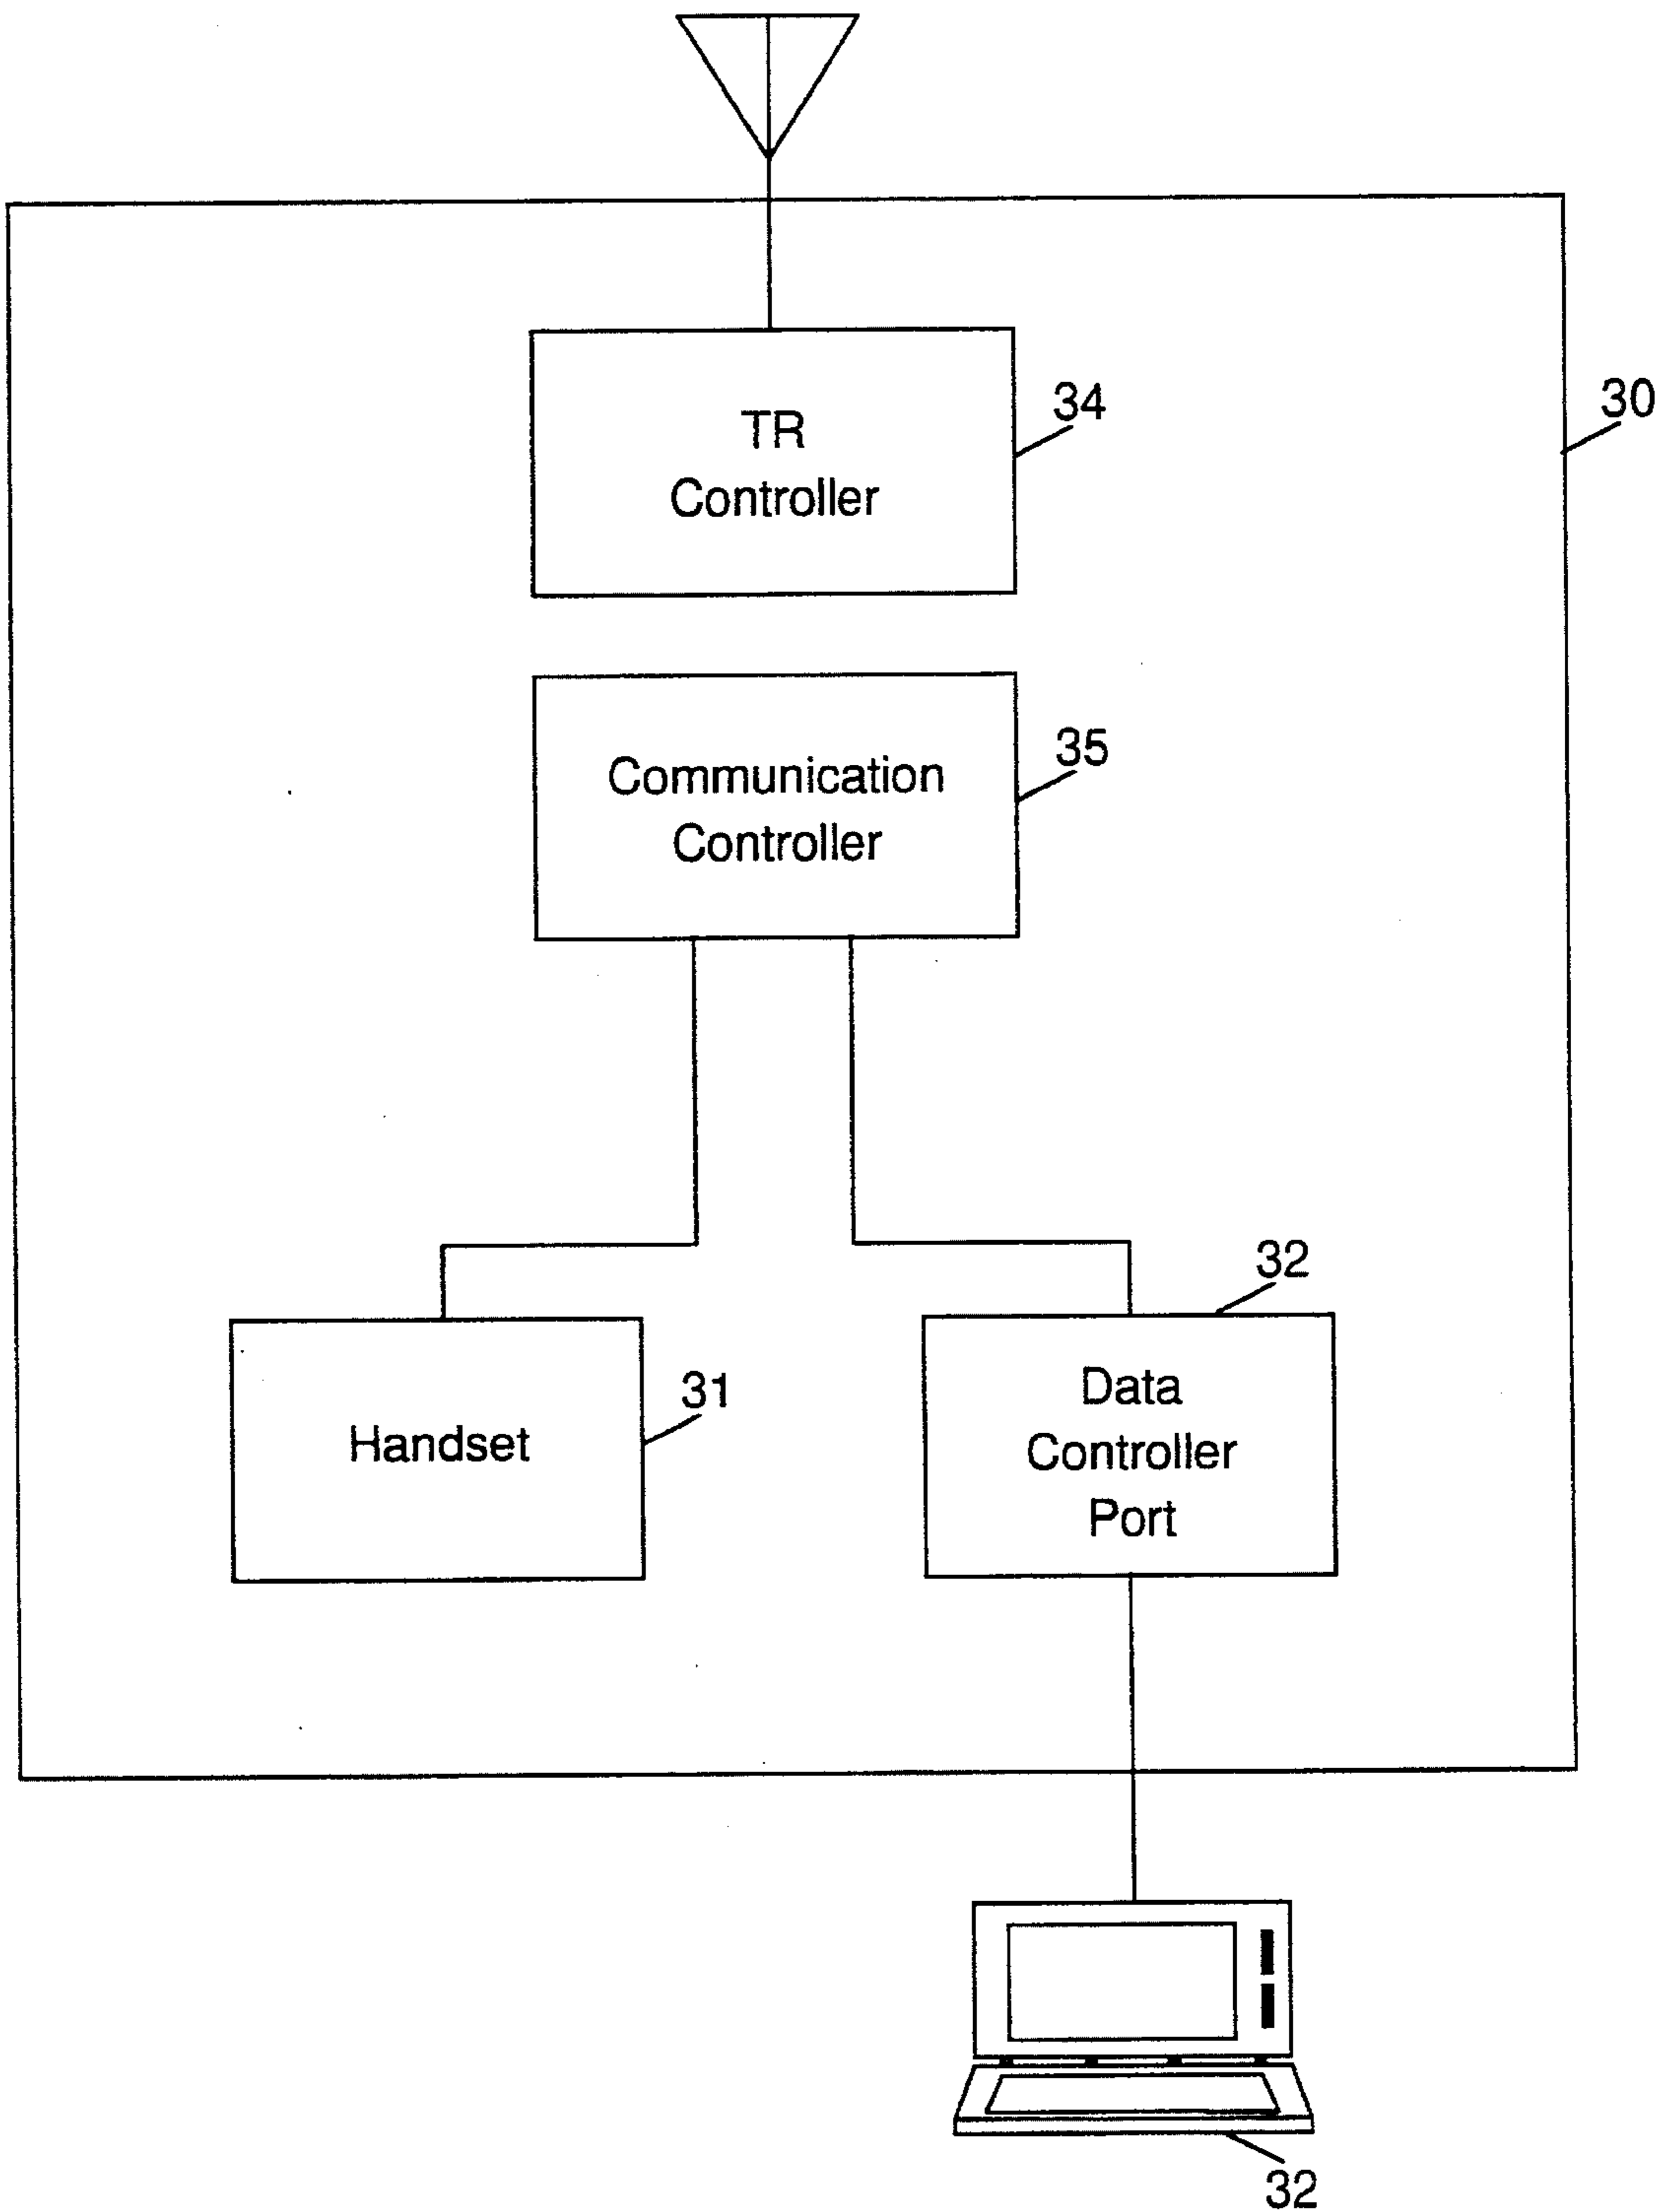 TR
Controller
34
30
Communication
Controller
35
32
Handset
31
Data
Controller
Port
32